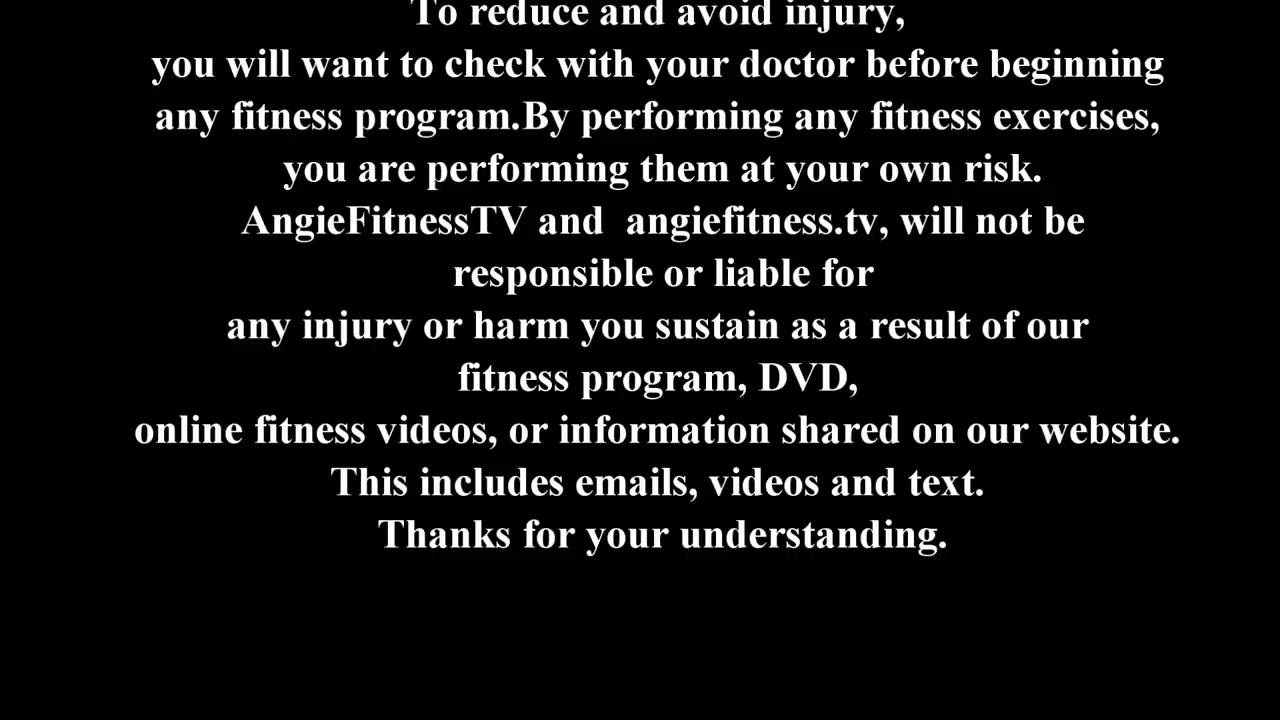 To reduce and avoid injury,
you will want to check with your doctor before beginning
any fitness program.By performing any fitness exercises,
you are performing them at your own risk.
AngieFitnessTV and  angiefitness.tv, will not be
responsible or liable for
any injury or harm you sustain as a result of our
fitness program, DVD,
online fitness videos, or information shared on our website.
This includes emails, videos and text.
Thanks for your understanding.